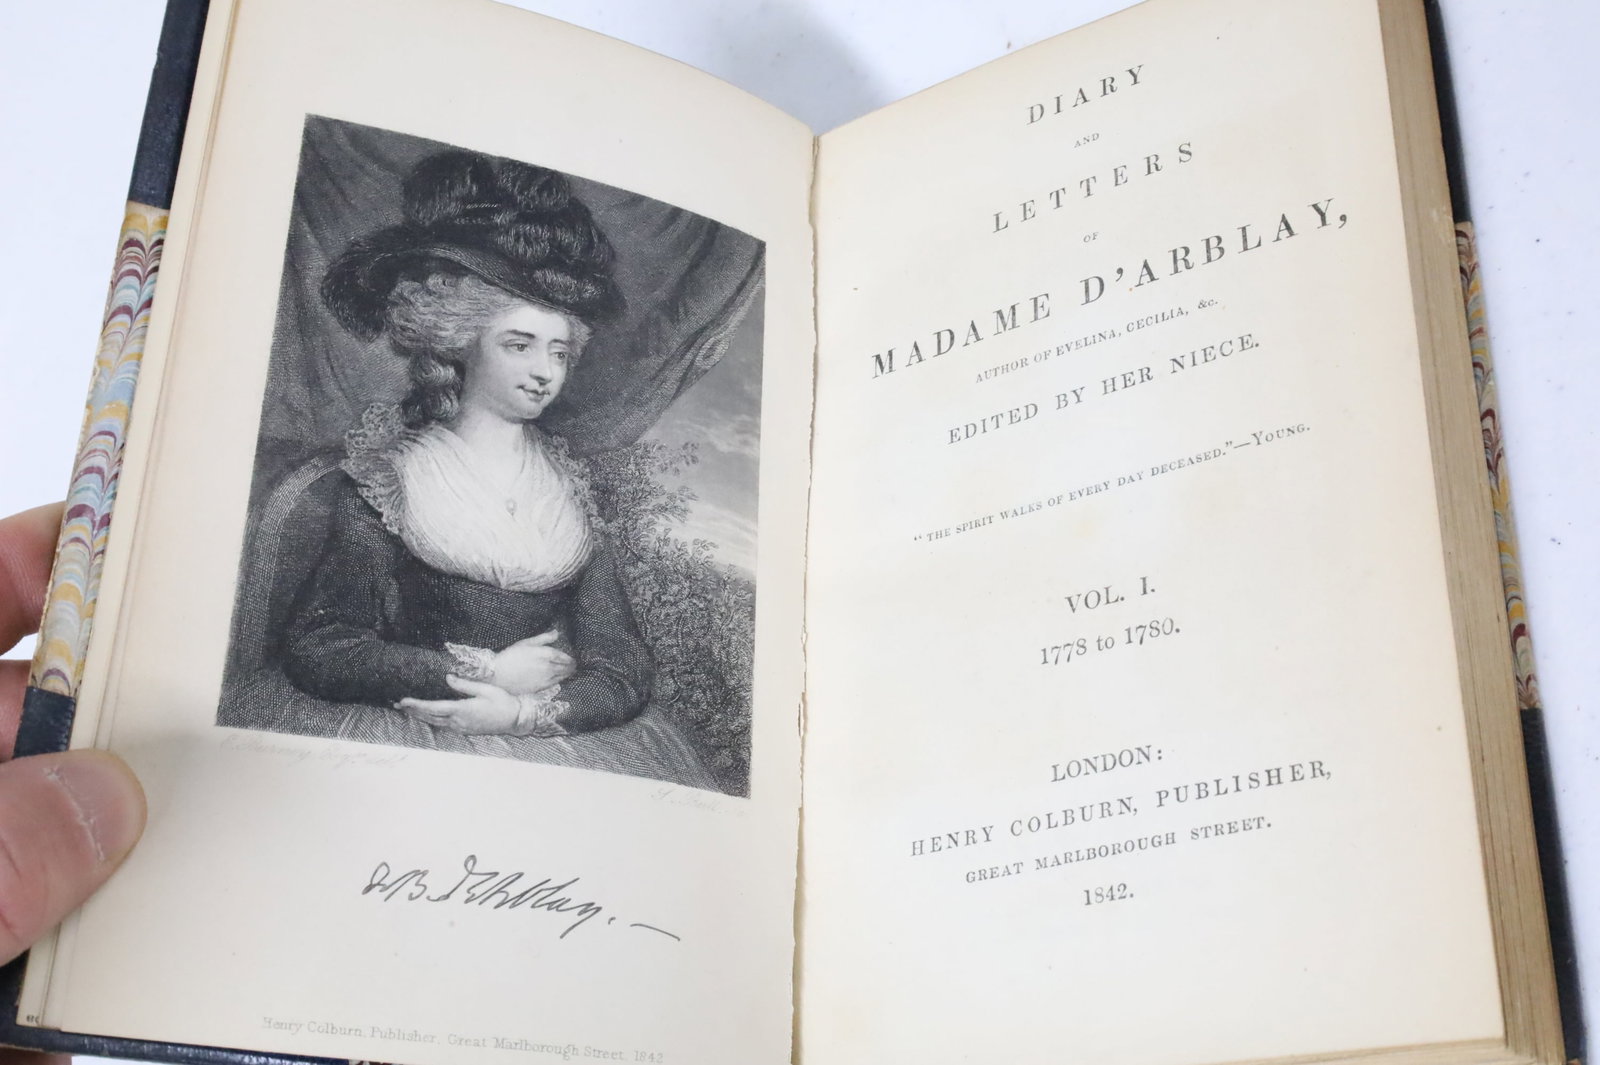 Henry Colburn, Publisher, Great Marlborough Street, 1842
DIARY
AND
LETTERS
OF
MADAME D'ARBLAY,
AUTHOR OF EVELINA, CECILIA, &c.
EDITED BY HER NIECE.
"THE SPIRIT WALKS OF EVERY DAY DECEASED."—YOUNG.
VOL. I.
1778 to 1780.
LONDON:
HENRY COLBURN, PUBLISHER,
GREAT MARLBOROUGH STREET.
1842.